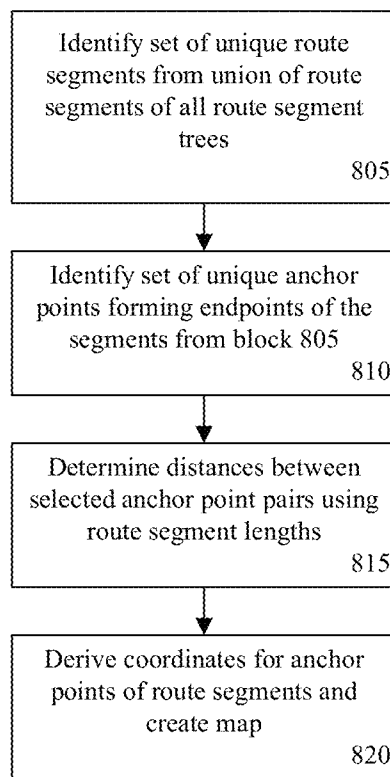 Identify set of unique route
segments from union of route
segments of all route segment
trees
805
Identify set of unique anchor
points forming endpoints of the
segments from block 805
810
Determine distances between
selected anchor point pairs using
route segment lengths
815
Derive coordinates for anchor
points of route segments and
create map
820